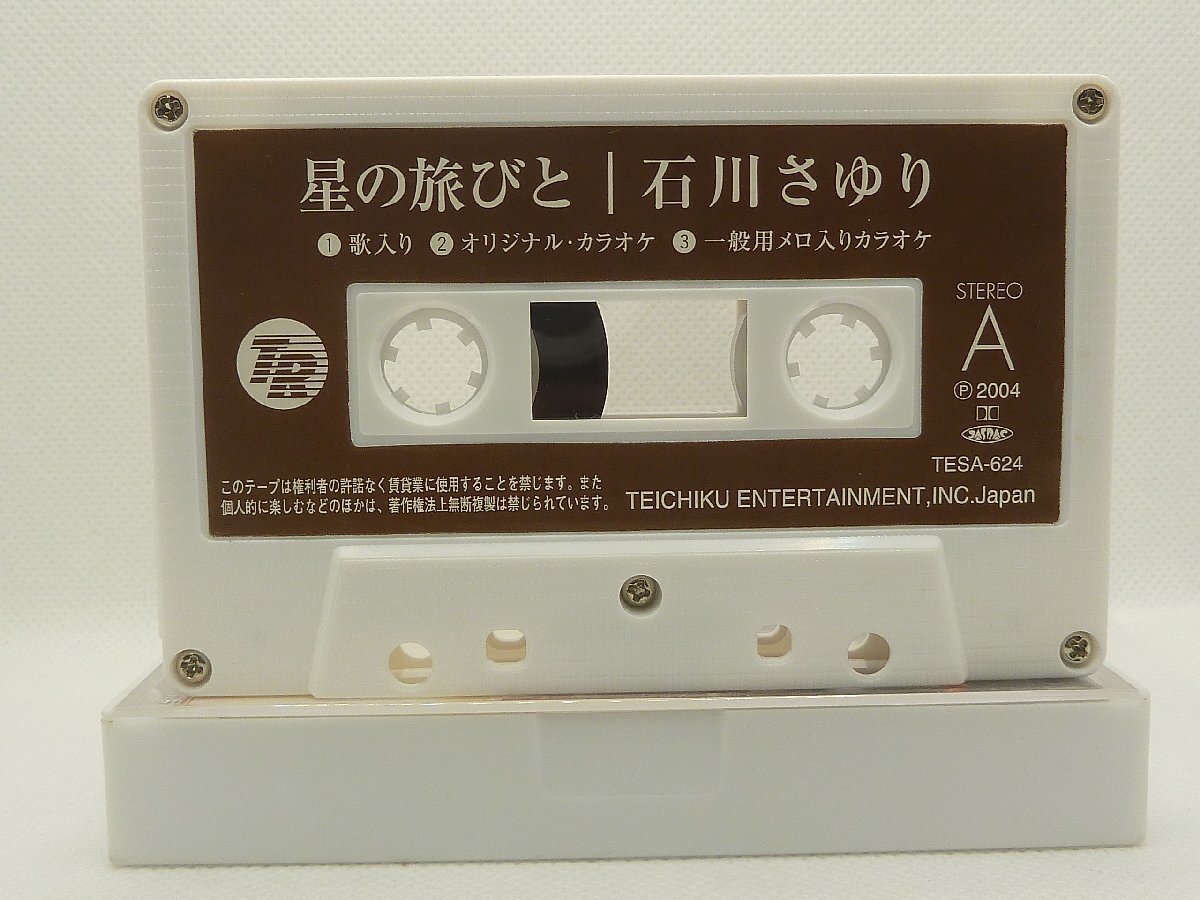 星の旅びと｜石川さゆり
① 歌入り ② オリジナル・カラオケ ③ 一般用メロ入りカラオケ
STEREO
A
Ⓟ 2004
JASRAC
TESA-624
このテープは権利者の許諾なく賃貸業に使用することを禁じます。また
個人的に楽しむなどのほかは、著作権法上無断複製は禁じられています。
TEICHIKU ENTERTAINMENT,INC.Japan